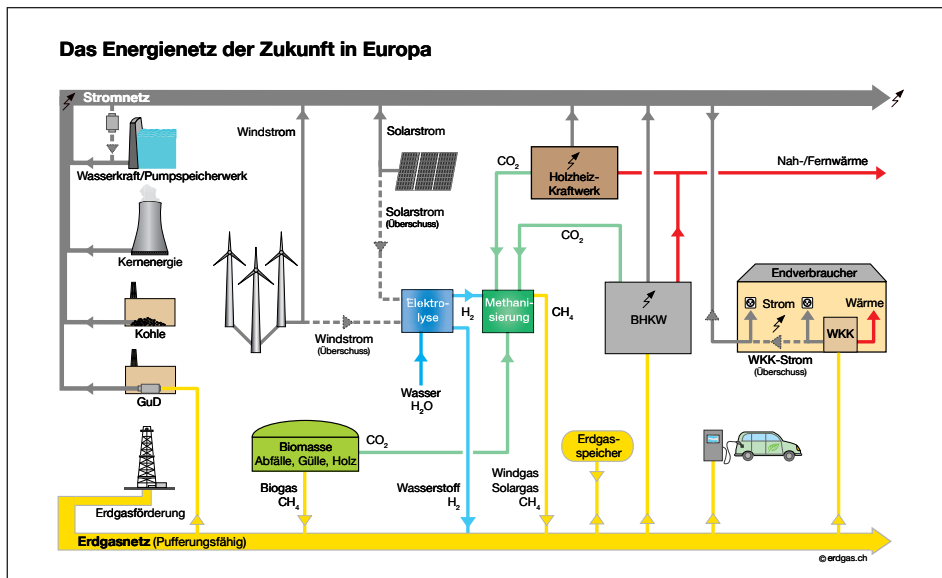 Das Energienetz der Zukunft in Europa
Stromnetz
Windstrom
Solarstrom
CO2
Holzheiz-
Kraftwerk
Nah-/Fernwärme
Wasserkraft/Pumpspeicherwerk
Solarstrom
(Überschuss)
CO2
Kernenergie
Endverbraucher
Elektro-
lyse
H2
Methani-
sierung
CH4
BHKW
Strom
Wärme
WKK
Kohle
Windstrom
(Überschuss)
WKK-Strom
(Überschuss)
GuD
Wasser
H2O
Biomasse
Abfälle, Gülle, Holz
CO2
Erdgas-
speicher
Biogas
CH4
Wasserstoff
H2
Windgas
Solargas
CH4
Erdgasförderung
Erdgasnetz (Pufferungsfähig)
©erdgas.ch